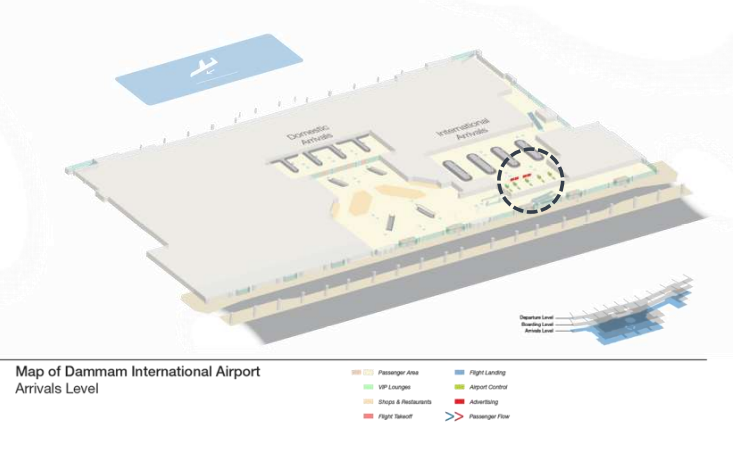 Domestic
Arrivals
International
Arrivals
Departure Level
Boarding Level
Arrivals Level
Map of Dammam International Airport
Arrivals Level
Passenger Area
VIP Lounges
Shops & Restaurants
Flight Takeoff
Flight Landing
Airport Control
Advertising
Passenger Flow